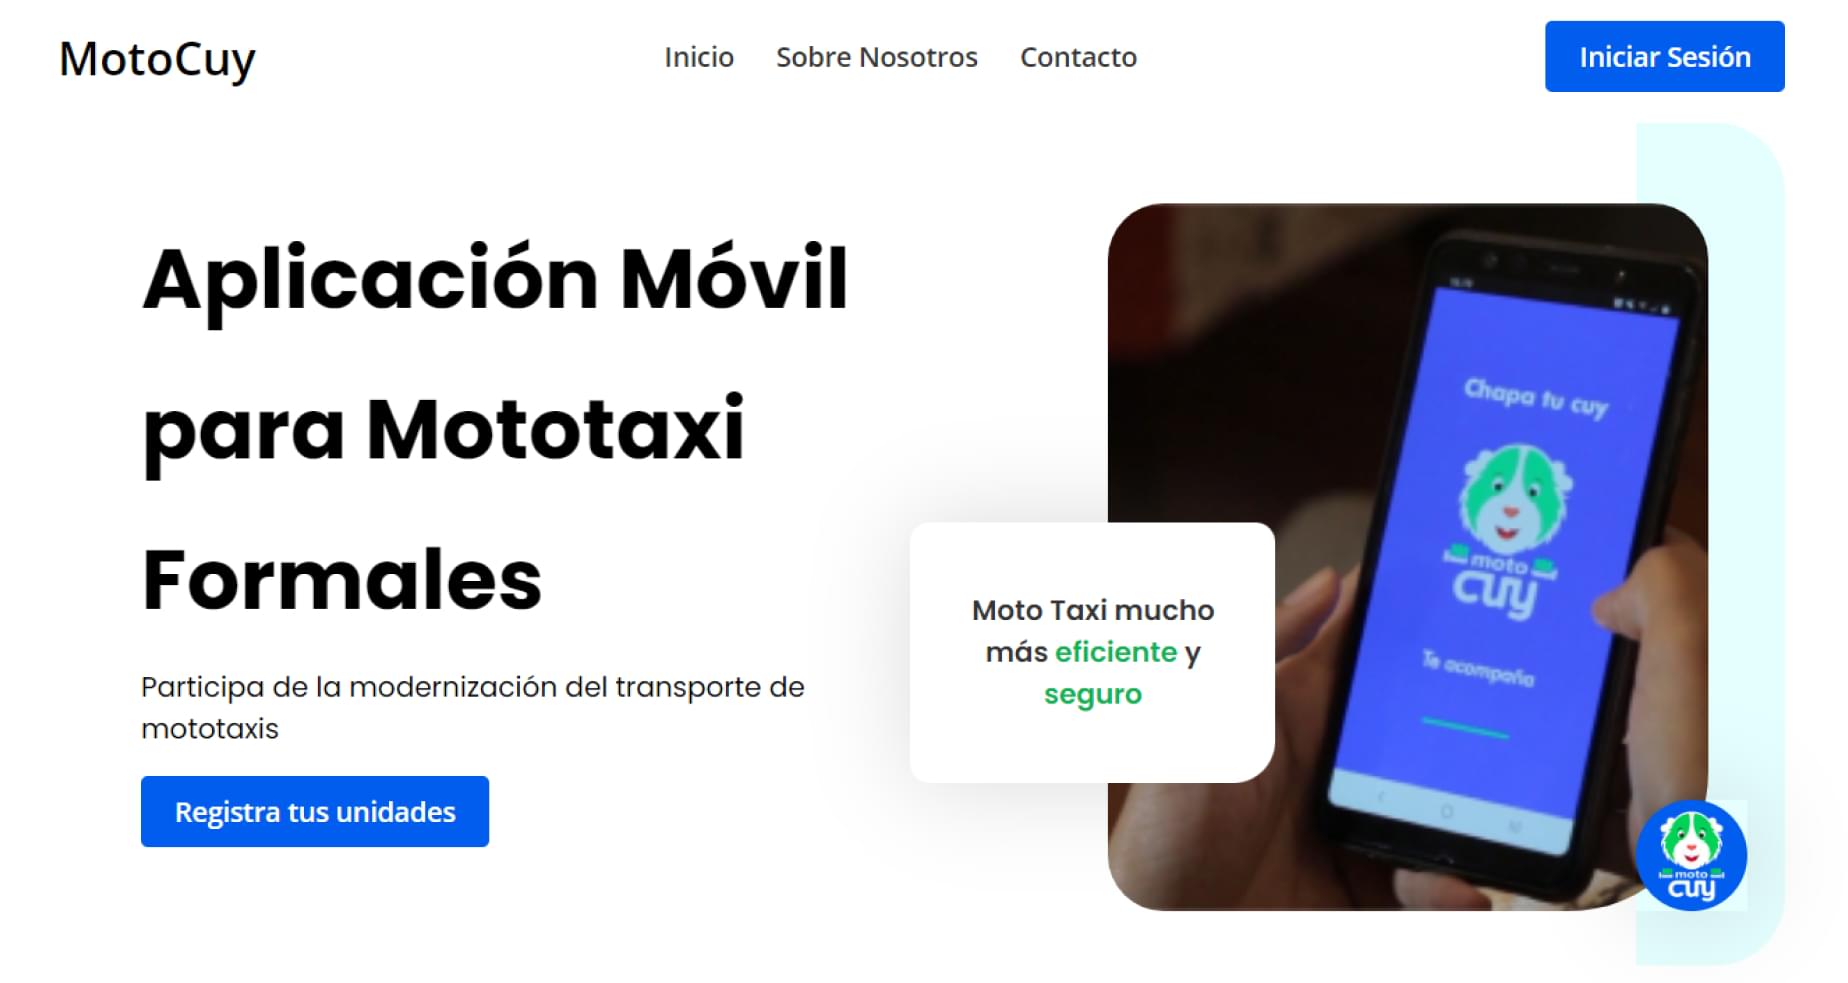 MotoCuy
Inicio
Sobre Nosotros
Contacto
Iniciar Sesión
Aplicación Móvil
para Mototaxi
Formales
Participa de la modernización del transporte de
mototaxis
Registra tus unidades
Moto Taxi mucho
más eficiente y
seguro
Chapa tu cuy
moto
cuy
Te acompaña
moto
cuy